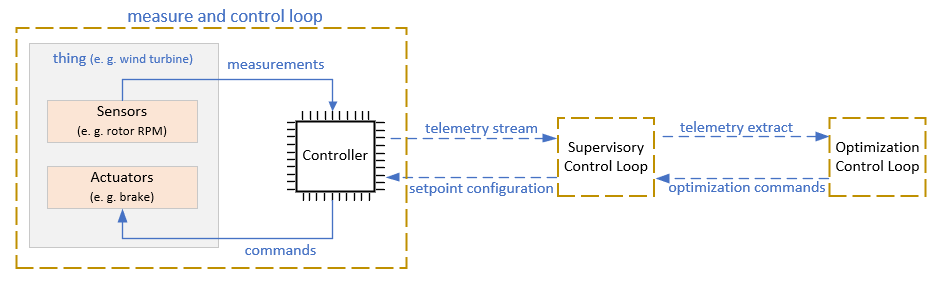 measure and control loop
thing (e. g. wind turbine)
measurements
Sensors
(e. g. rotor RPM)
Controller
Actuators
(e. g. brake)
commands
telemetry stream
setpoint configuration
Supervisory
Control Loop
telemetry extract
optimization commands
Optimization
Control Loop